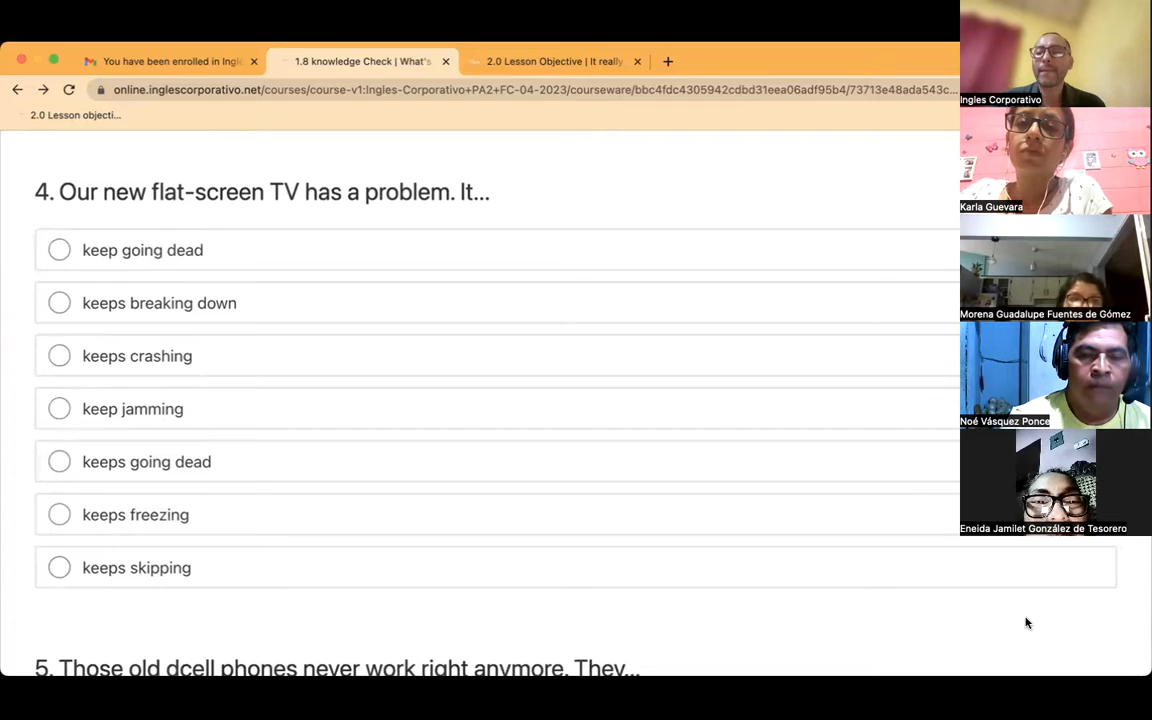 You have been enrolled in Inglé
1.8 knowledge Check | What's
2.0 Lesson Objective | It really
online.inglescorporativo.net/courses/course-v1:Ingles-Corporativo+PA2+FC-04-2023/courseware/bbc4fdc4305942cdbd31eea06adf95b4/73713e48ada543c...
2.0 Lesson objecti...
4. Our new flat-screen TV has a problem. It...
keep going dead
keeps breaking down
keeps crashing
keep jamming
keeps going dead
keeps freezing
keeps skipping
5. Those old dcell phones never work right anymore. They...
Ingles Corporativo
Karla Guevara
Morena Guadalupe Fuentes de Gómez
Noé Vásquez Ponce
Eneida Jamilet González de Tesorero